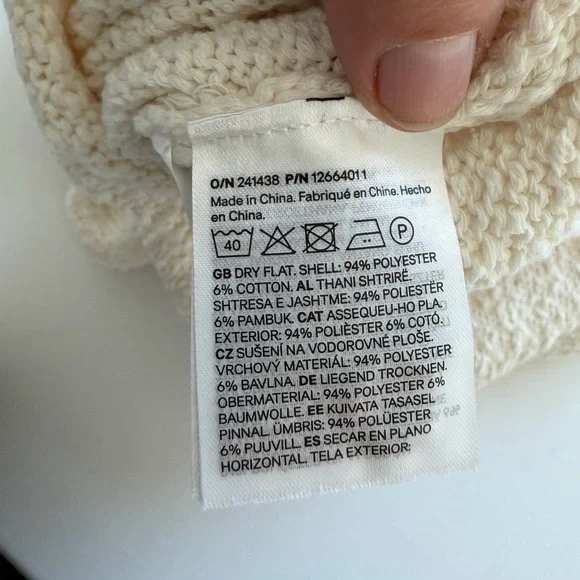 O/N 241438 P/N 12664011
Made in China. Fabriqué en Chine. Hecho
en China.
40 P
GB DRY FLAT. SHELL: 94% POLYESTER
6% COTTON. AL THANI SHTRIRË.
SHTRESA E JASHTME: 94% POLIESTËR
6% PAMBUK. CAT ASSEQUEU-HO PLA.
EXTERIOR: 94% POLIÈSTER 6% COTÓ.
CZ SUŠENÍ NA VODOROVNÉ PLOŠE.
VRCHOVÝ MATERIÁL: 94% POLYESTER
6% BAVLNA. DE LIEGEND TROCKNEN.
OBERMATERIAL: 94% POLYESTER 6%
BAUMWOLLE. EE KUIVATA TASASEL
PINNAL. ÜMBRIS: 94% POLÜESTER
6% PUUVILL. ES SECAR EN PLANO
HORIZONTAL. TELA EXTERIOR: